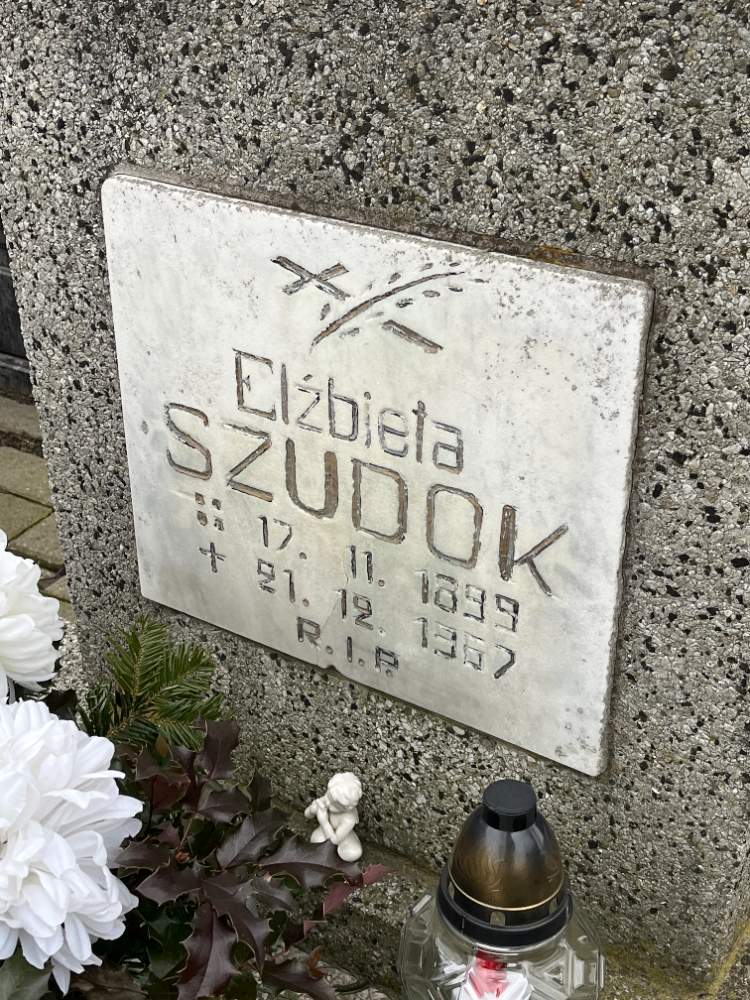 Elżbieta
SZUDOK
17. 11. 1899
+ 21. 12. 1967
R.I.P.